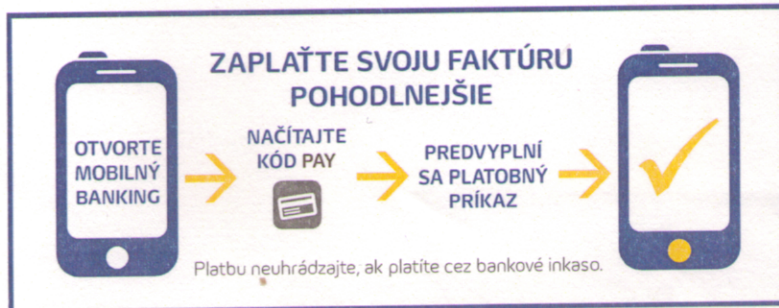 ZAPLAŤTE SVOJU FAKTÚRU
POHODLNEJŠIE
OTVORTE
MOBILNÝ
BANKING
NAČÍTAJTE
KÓD PAY
PREDVYPLNÍ
SA PLATOBNÝ
PRÍKAZ
Platbu neuhrádzajte, ak platíte cez bankové inkaso.